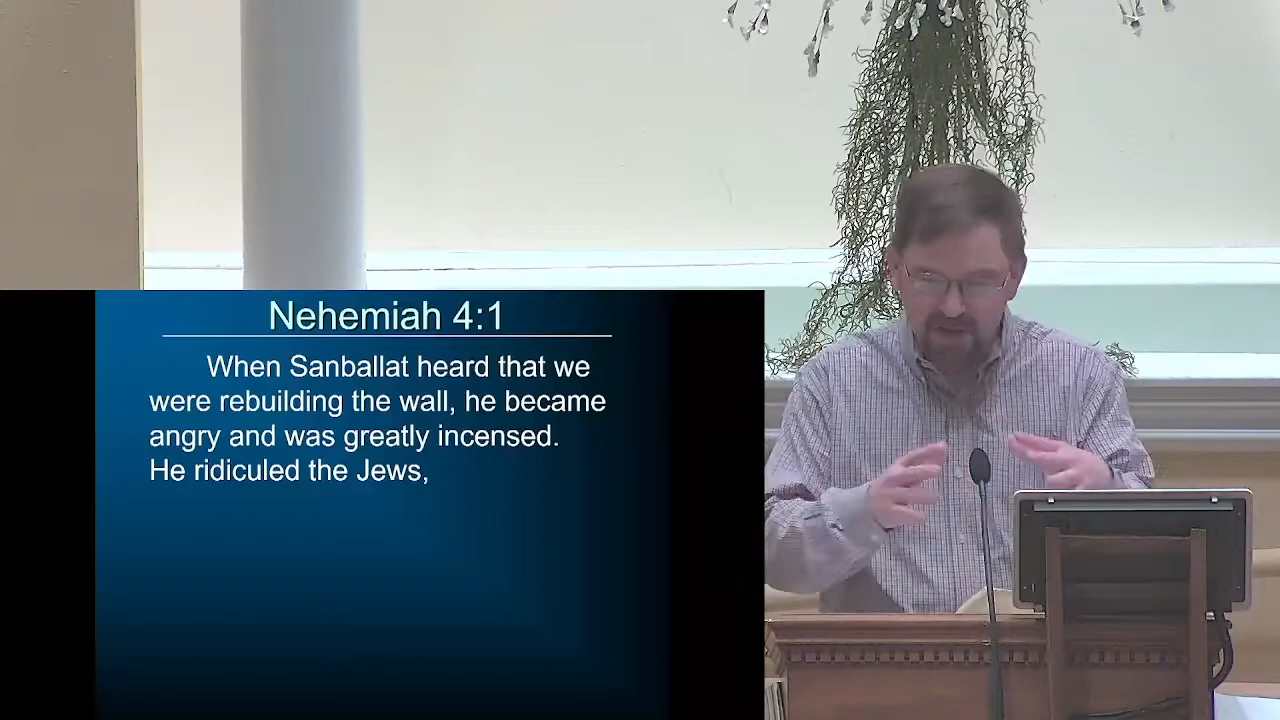 Nehemiah 4:1
When Sanballat heard that we
were rebuilding the wall, he became
angry and was greatly incensed.
He ridiculed the Jews,